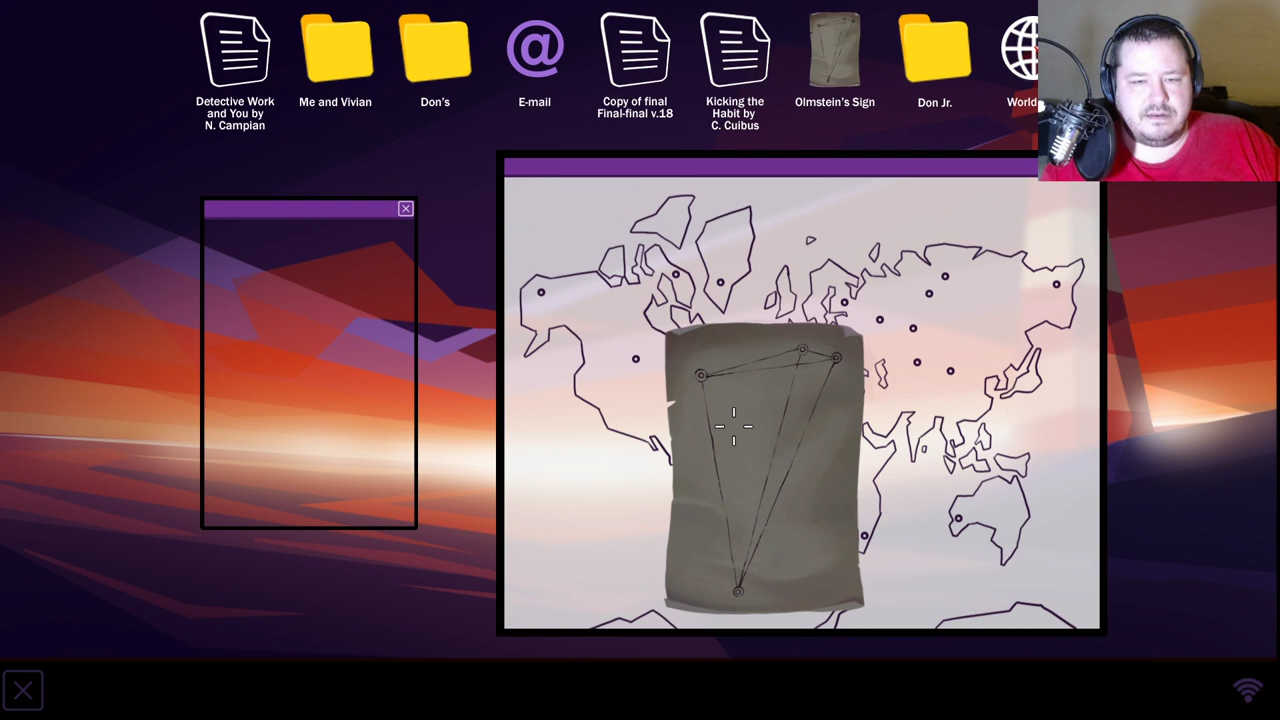 Detective Work
and You by
N. Campian
Me and Vivian
Don's
@
E-mail
Copy of final
Final-final v.18
Kicking the
Habit by
C. Cuibus
Olmstein's Sign
Don Jr.
World